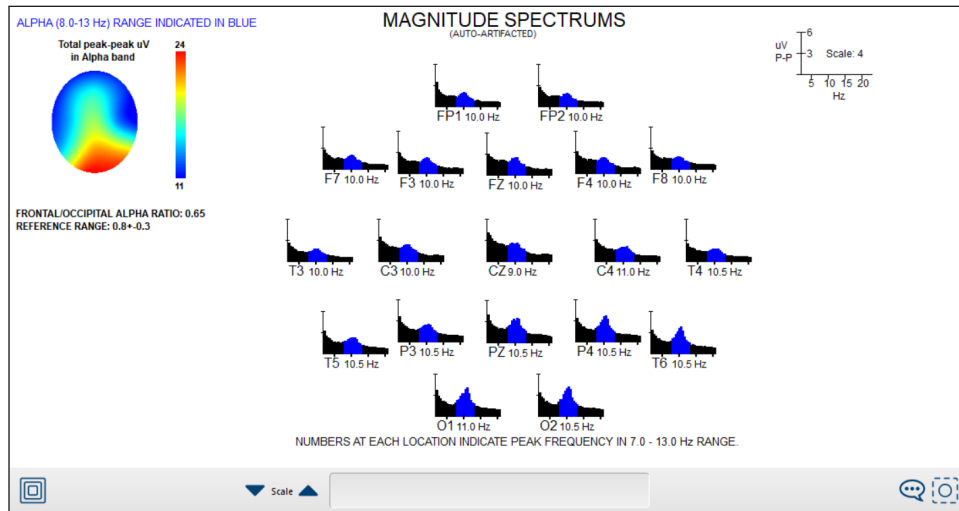 ALPHA (8.0-13 Hz) RANGE INDICATED IN BLUE
MAGNITUDE SPECTRUMS
(AUTO-ARTIFACTED)
Total peak-peak uV
in Alpha band
24
11
uV
P-P
6
3
Scale: 4
5 10 15 20
Hz
FP1 10.0 Hz
FP2 10.0 Hz
F7 10.0 Hz
F3 10.0 Hz
FZ 10.0 Hz
F4 10.0 Hz
F8 10.0 Hz
FRONTAL/OCCIPITAL ALPHA RATIO: 0.65
REFERENCE RANGE: 0.8+-0.3
T3 10.0 Hz
C3 10.0 Hz
CZ 9.0 Hz
C4 11.0 Hz
T4 10.5 Hz
T5 10.5 Hz
P3 10.5 Hz
PZ 10.5 Hz
P4 10.5 Hz
T6 10.5 Hz
O1 11.0 Hz
O2 10.5 Hz
NUMBERS AT EACH LOCATION INDICATE PEAK FREQUENCY IN 7.0 - 13.0 Hz RANGE.
Scale